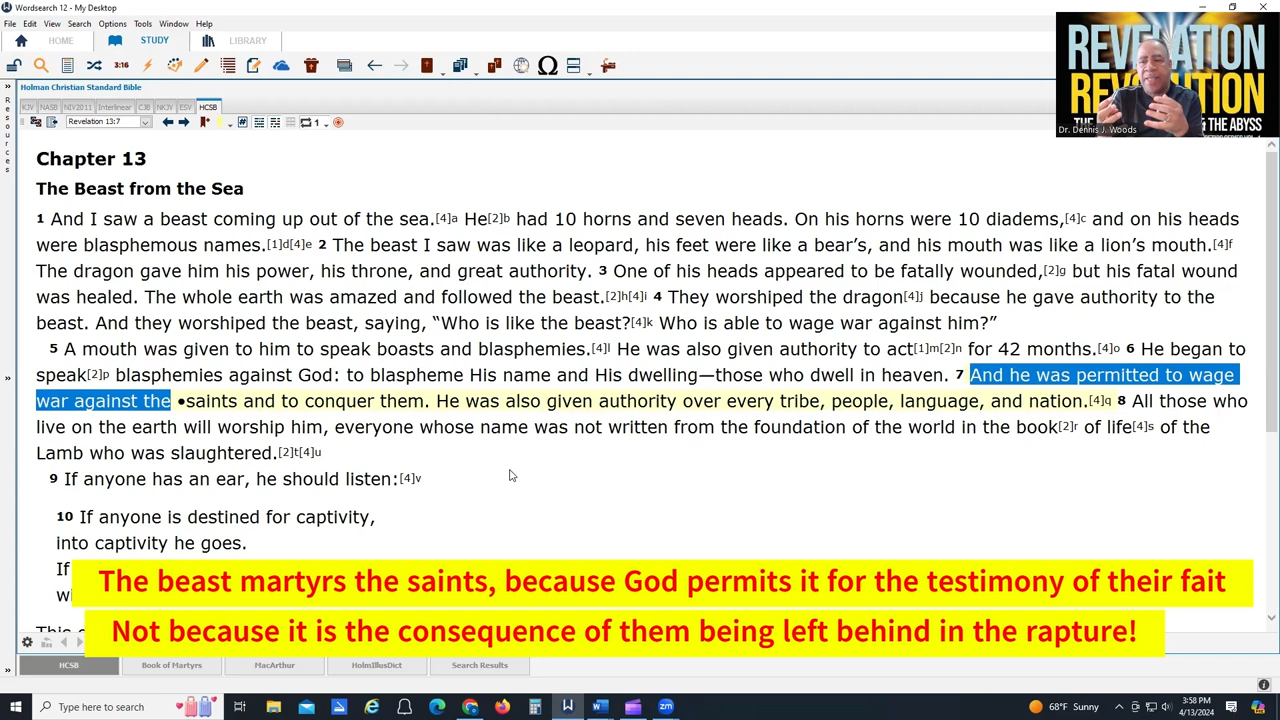 Wordsearch 12 - My Desktop
File Edit View Search Options Tools Window Help
HOME STUDY LIBRARY
3:16
Holman Christian Standard Bible
KJV NASB NIV2011 Interlinear CJB NKJV ESV HCSB
Revelation 13:7
1
Resources
REVELATION
REVOLUTION
& THE ABYSS
Dr. Dennis J. Woods
Chapter 13
The Beast from the Sea
1 And I saw a beast coming up out of the sea.[4]a He[2]b had 10 horns and seven heads. On his horns were 10 diadems,[4]c and on his heads
were blasphemous names.[1]d[4]e 2 The beast I saw was like a leopard, his feet were like a bear's, and his mouth was like a lion's mouth.[4]f
The dragon gave him his power, his throne, and great authority. 3 One of his heads appeared to be fatally wounded,[2]g but his fatal wound
was healed. The whole earth was amazed and followed the beast.[2]h[4]i 4 They worshiped the dragon[4]j because he gave authority to the
beast. And they worshiped the beast, saying, “Who is like the beast?[4]k Who is able to wage war against him?”
5 A mouth was given to him to speak boasts and blasphemies.[4]l He was also given authority to act[1]m[2]n for 42 months.[4]o 6 He began to
speak[2]p blasphemies against God: to blaspheme His name and His dwelling—those who dwell in heaven. 7 And he was permitted to wage
war against the •saints and to conquer them. He was also given authority over every tribe, people, language, and nation.[4]q 8 All those who
live on the earth will worship him, everyone whose name was not written from the foundation of the world in the book[2]r of life[4]s of the
Lamb who was slaughtered.[2]t[4]u
9 If anyone has an ear, he should listen:[4]v
10 If anyone is destined for captivity,
into captivity he goes.
If
The beast martyrs the saints, because God permits it for the testimony of their fait
Not because it is the consequence of them being left behind in the rapture!
HCSB Book of Martyrs MacArthur HolmIllusDict Search Results
Type here to search
68°F Sunny
3:58 PM
4/13/2024